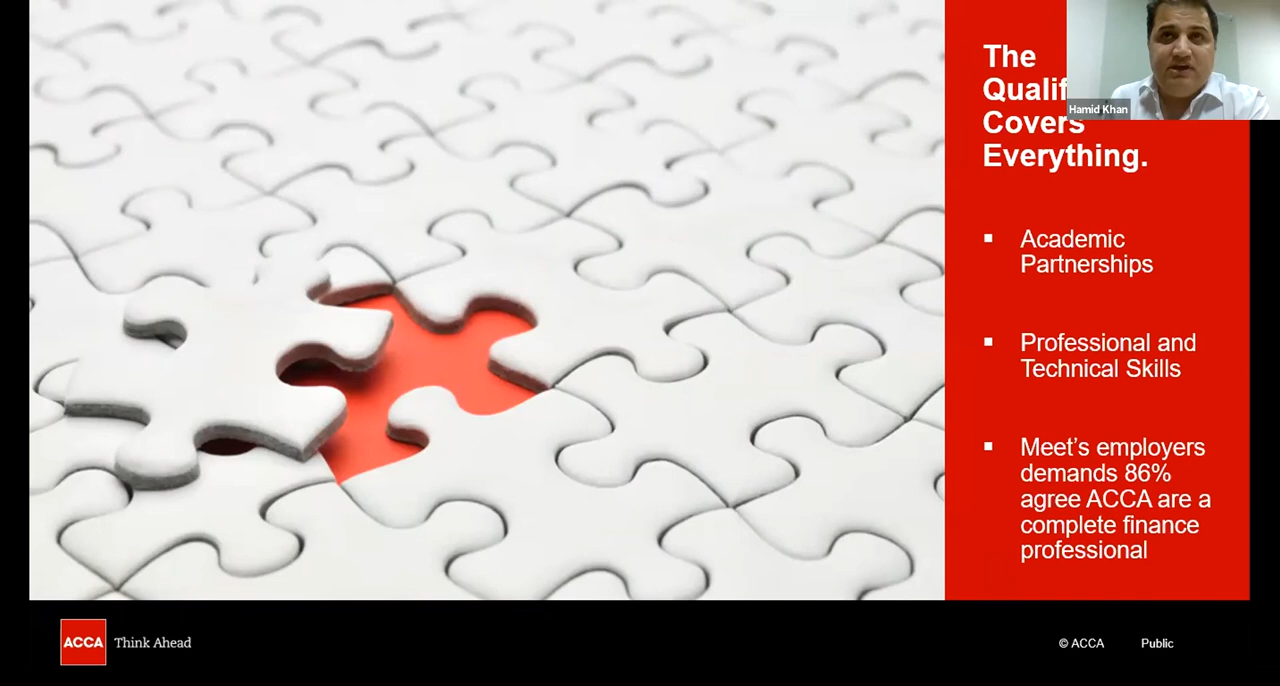 The
Covers
Everything.
Hamid Khan
▪ Academic
Partnerships
▪ Professional and
Technical Skills
▪ Meet's employers
demands 86%
agree ACCA are a
complete finance
professional
ACCA Think Ahead
© ACCA Public